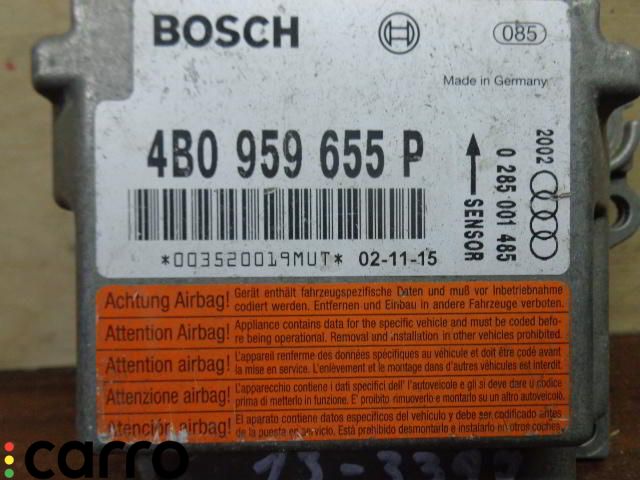 BOSCH
085
Made in Germany
4B0 959 655 P
*003520019MUT* 02-11-15
SENSOR
0 285 001 485
2002
Achtung Airbag! Gerät enthält fahrzeugspezifische Daten und muß vor Inbetriebnahme
codiert werden. Entfernen und Einbau in andere Fahrzeuge verboten.
Attention Airbag! Appliance contains data for the specific vehicle and must be coded befo-
re being operational. Removal and installation in other vehicles prohibited.
Attention airbag! L'appareil renferme des données spécifiques au véhicule et doit être codé avant
la mise en service. L'enlèvement et le montage dans d'autres véhicules est interdit.
Attenzione airbag! L'apparecchio contiene i dati specifici dell' l'autoveicolo e gli si deve dare il codice
prima di metterlo in funzione. E' proibito rimuoverlo e montarlo su altro autoveicolo.
Atención airbag! El aparato contiene datos específicos del vehículo y debe ser codificado antes
de la puesta en servicio. Está prohibido desmontarlo e instalarlo en otros coches.
carro